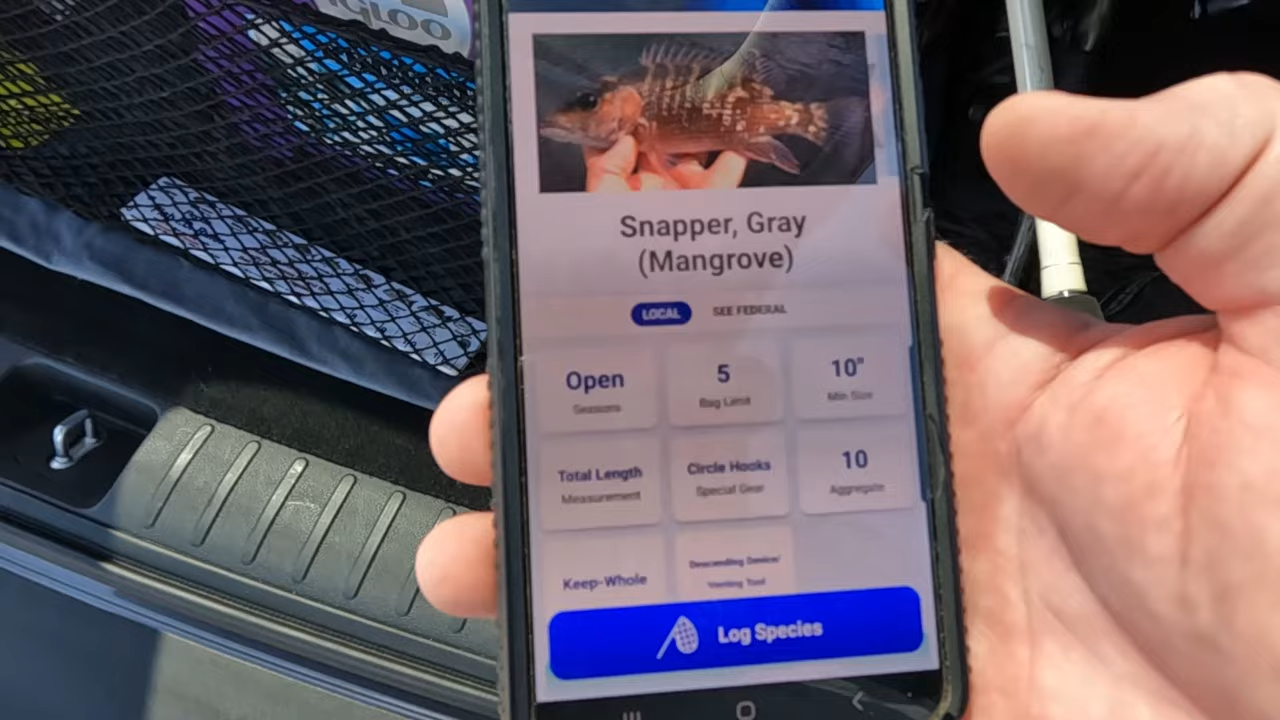 igloo
Snapper, Gray
(Mangrove)
LOCAL SEE FEDERAL
Open 5 10"
Seasons Bag Limit Min Size
Total Length Circle Hooks 10
Measurement Special Gear Aggregate
Keep-Whole Descending Device/
Venting Tool
Log Species